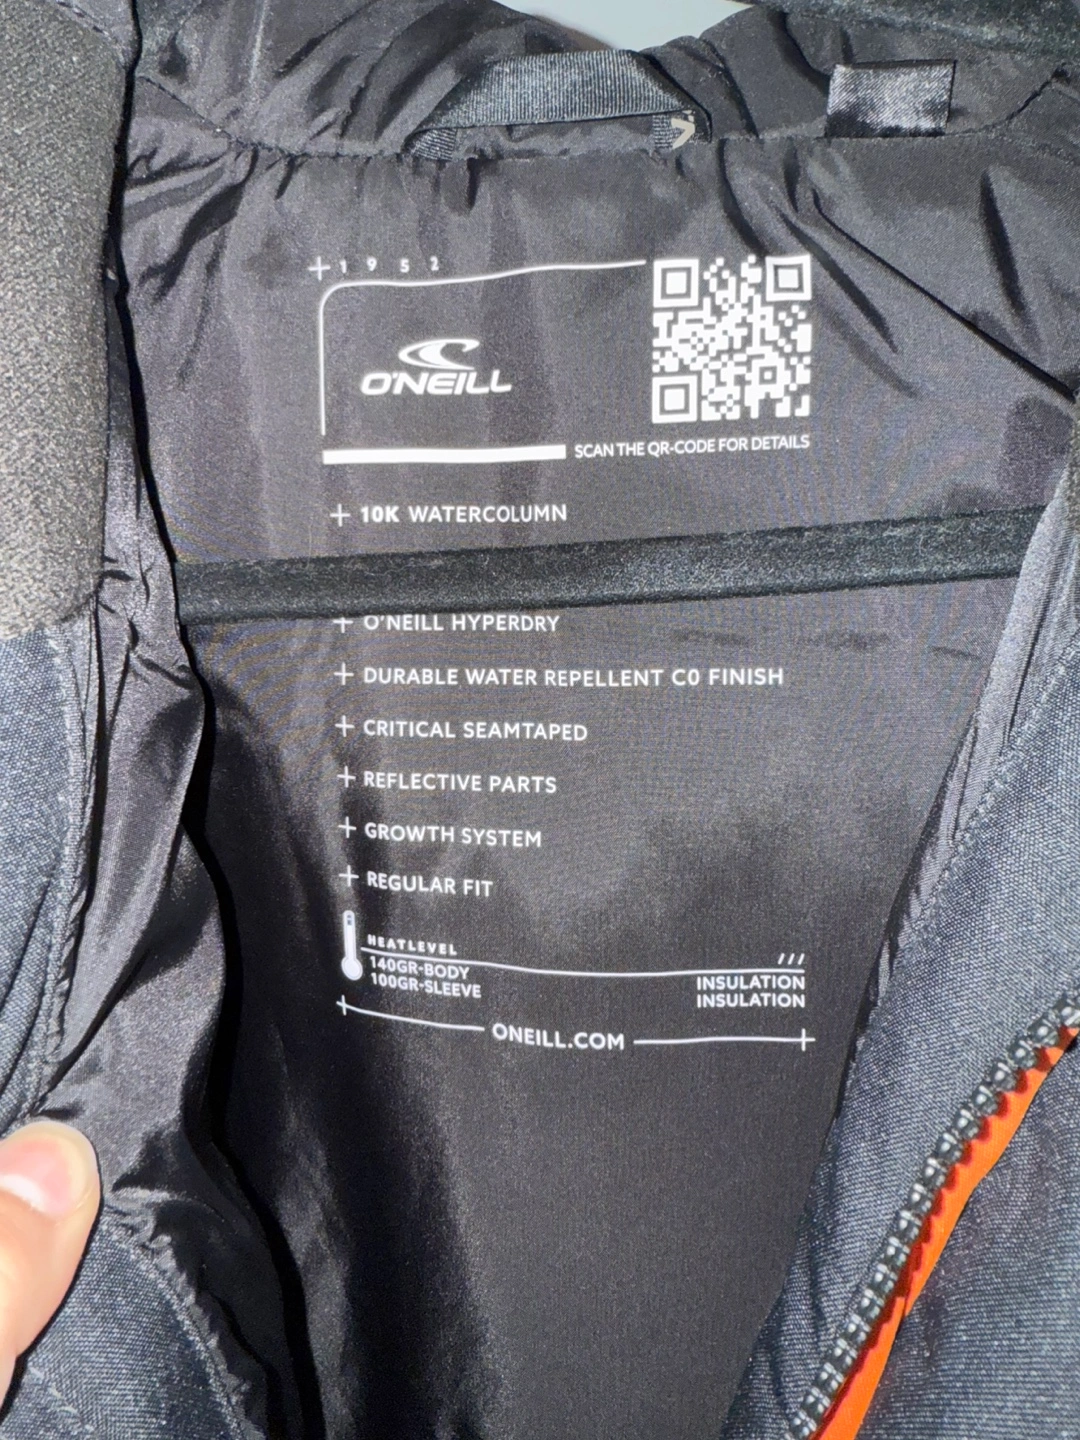 1952
O'NEILL
SCAN THE QR-CODE FOR DETAILS
10K WATERCOLUMN
O'NEILL HYPERDRY
DURABLE WATER REPELLENT C0 FINISH
CRITICAL SEAMTAPED
REFLECTIVE PARTS
GROWTH SYSTEM
REGULAR FIT
HEATLEVEL
140GR-BODY INSULATION
100GR-SLEEVE INSULATION
ONEILL.COM